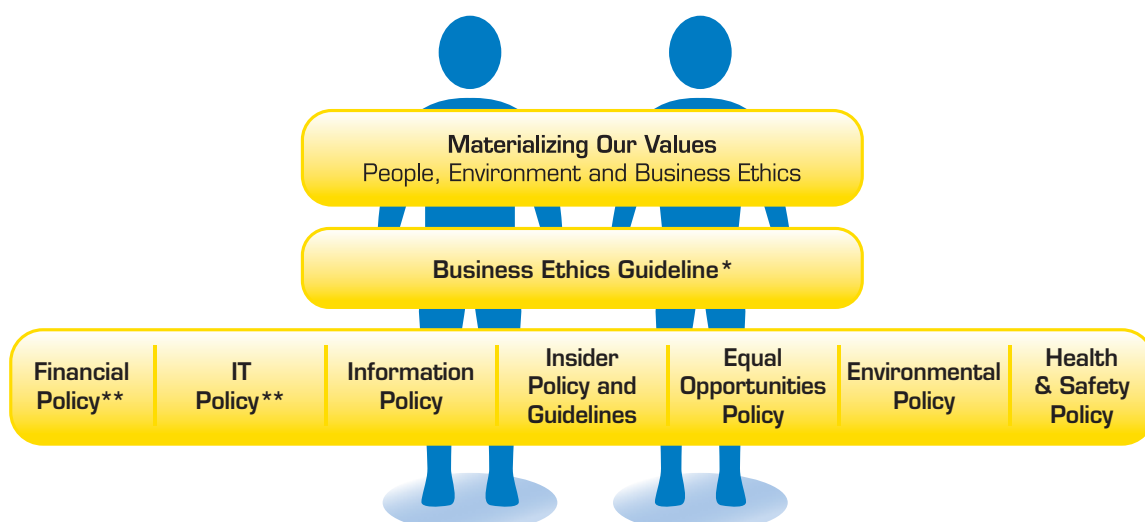 Materializing Our Values
People, Environment and Business Ethics
Business Ethics Guideline*
Financial
Policy**
IT
Policy**
Information
Policy
Insider
Policy and
Guidelines
Equal
Opportunities
Policy
Environmental
Policy
Health
& Safety
Policy